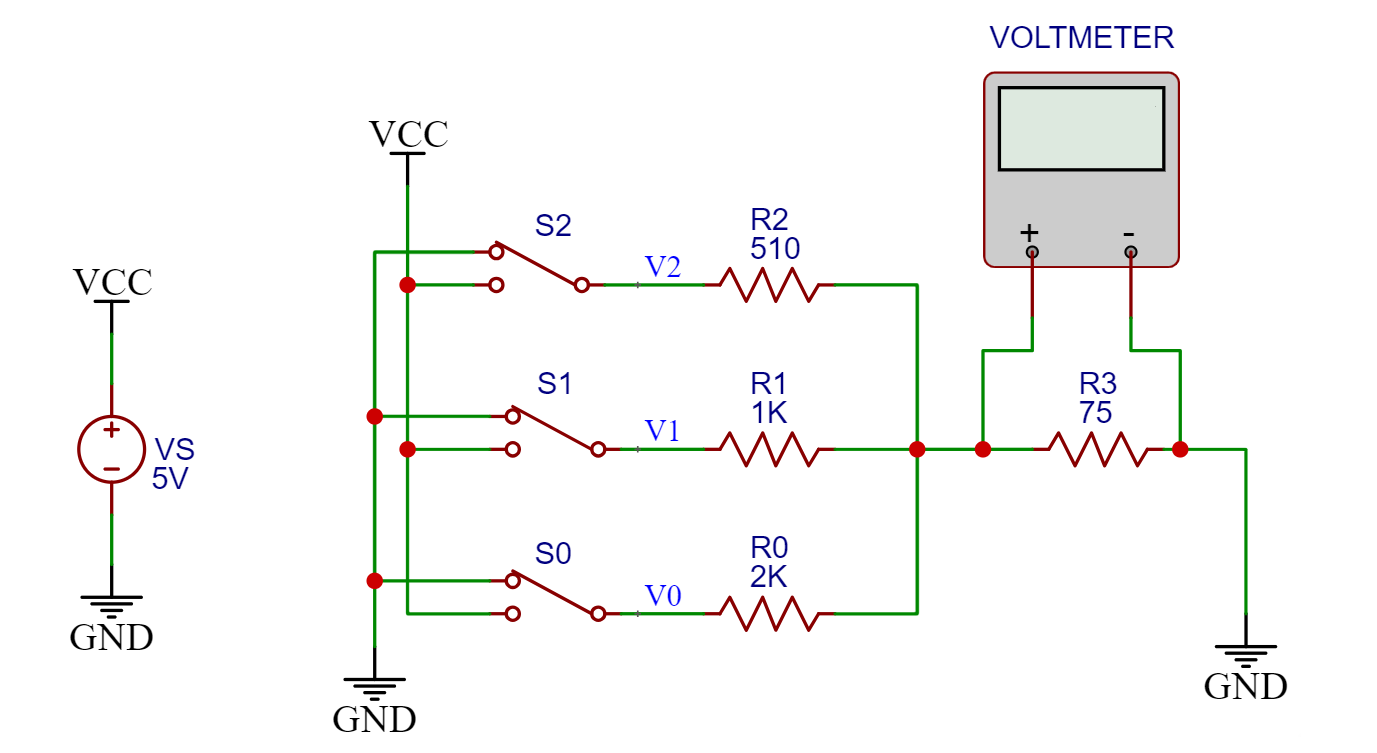 VOLTMETER
+ -
VCC
S2
V2
R2
510
VCC
S1
V1
R1
1K
R3
75
+
-
VS
5V
S0
V0
R0
2K
GND
GND
GND